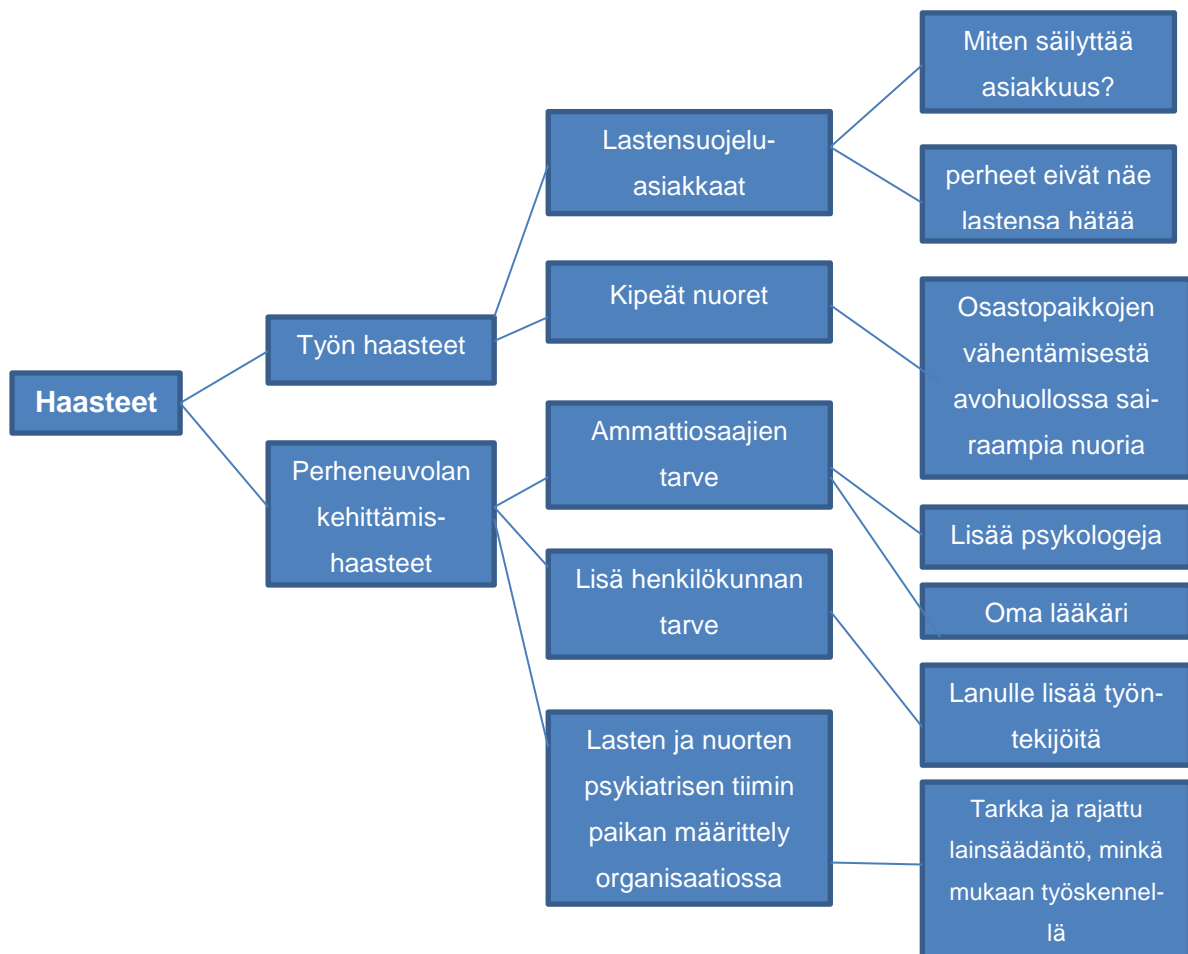 Haasteet
Työn haasteet
Perheneuvolan
kehittämis-
haasteet
Lastensuojelu-
asiakkaat
Kipeät nuoret
Ammattiosaajien
tarve
Lisä henkilökunnan
tarve
Lasten ja nuorten
psykiatrisen tiimin
paikan määrittely
organisaatiossa
Miten säilyttää
asiakkuus?
perheet eivät näe
lastensa hätää
Osastopaikkojen
vähentämisestä
avohuollossa sai-
raampia nuoria
Lisää psykologeja
Oma lääkäri
Lanulle lisää työn-
tekijöitä
Tarkka ja rajattu
lainsäädäntö, minkä
mukaan työskennel-
lä